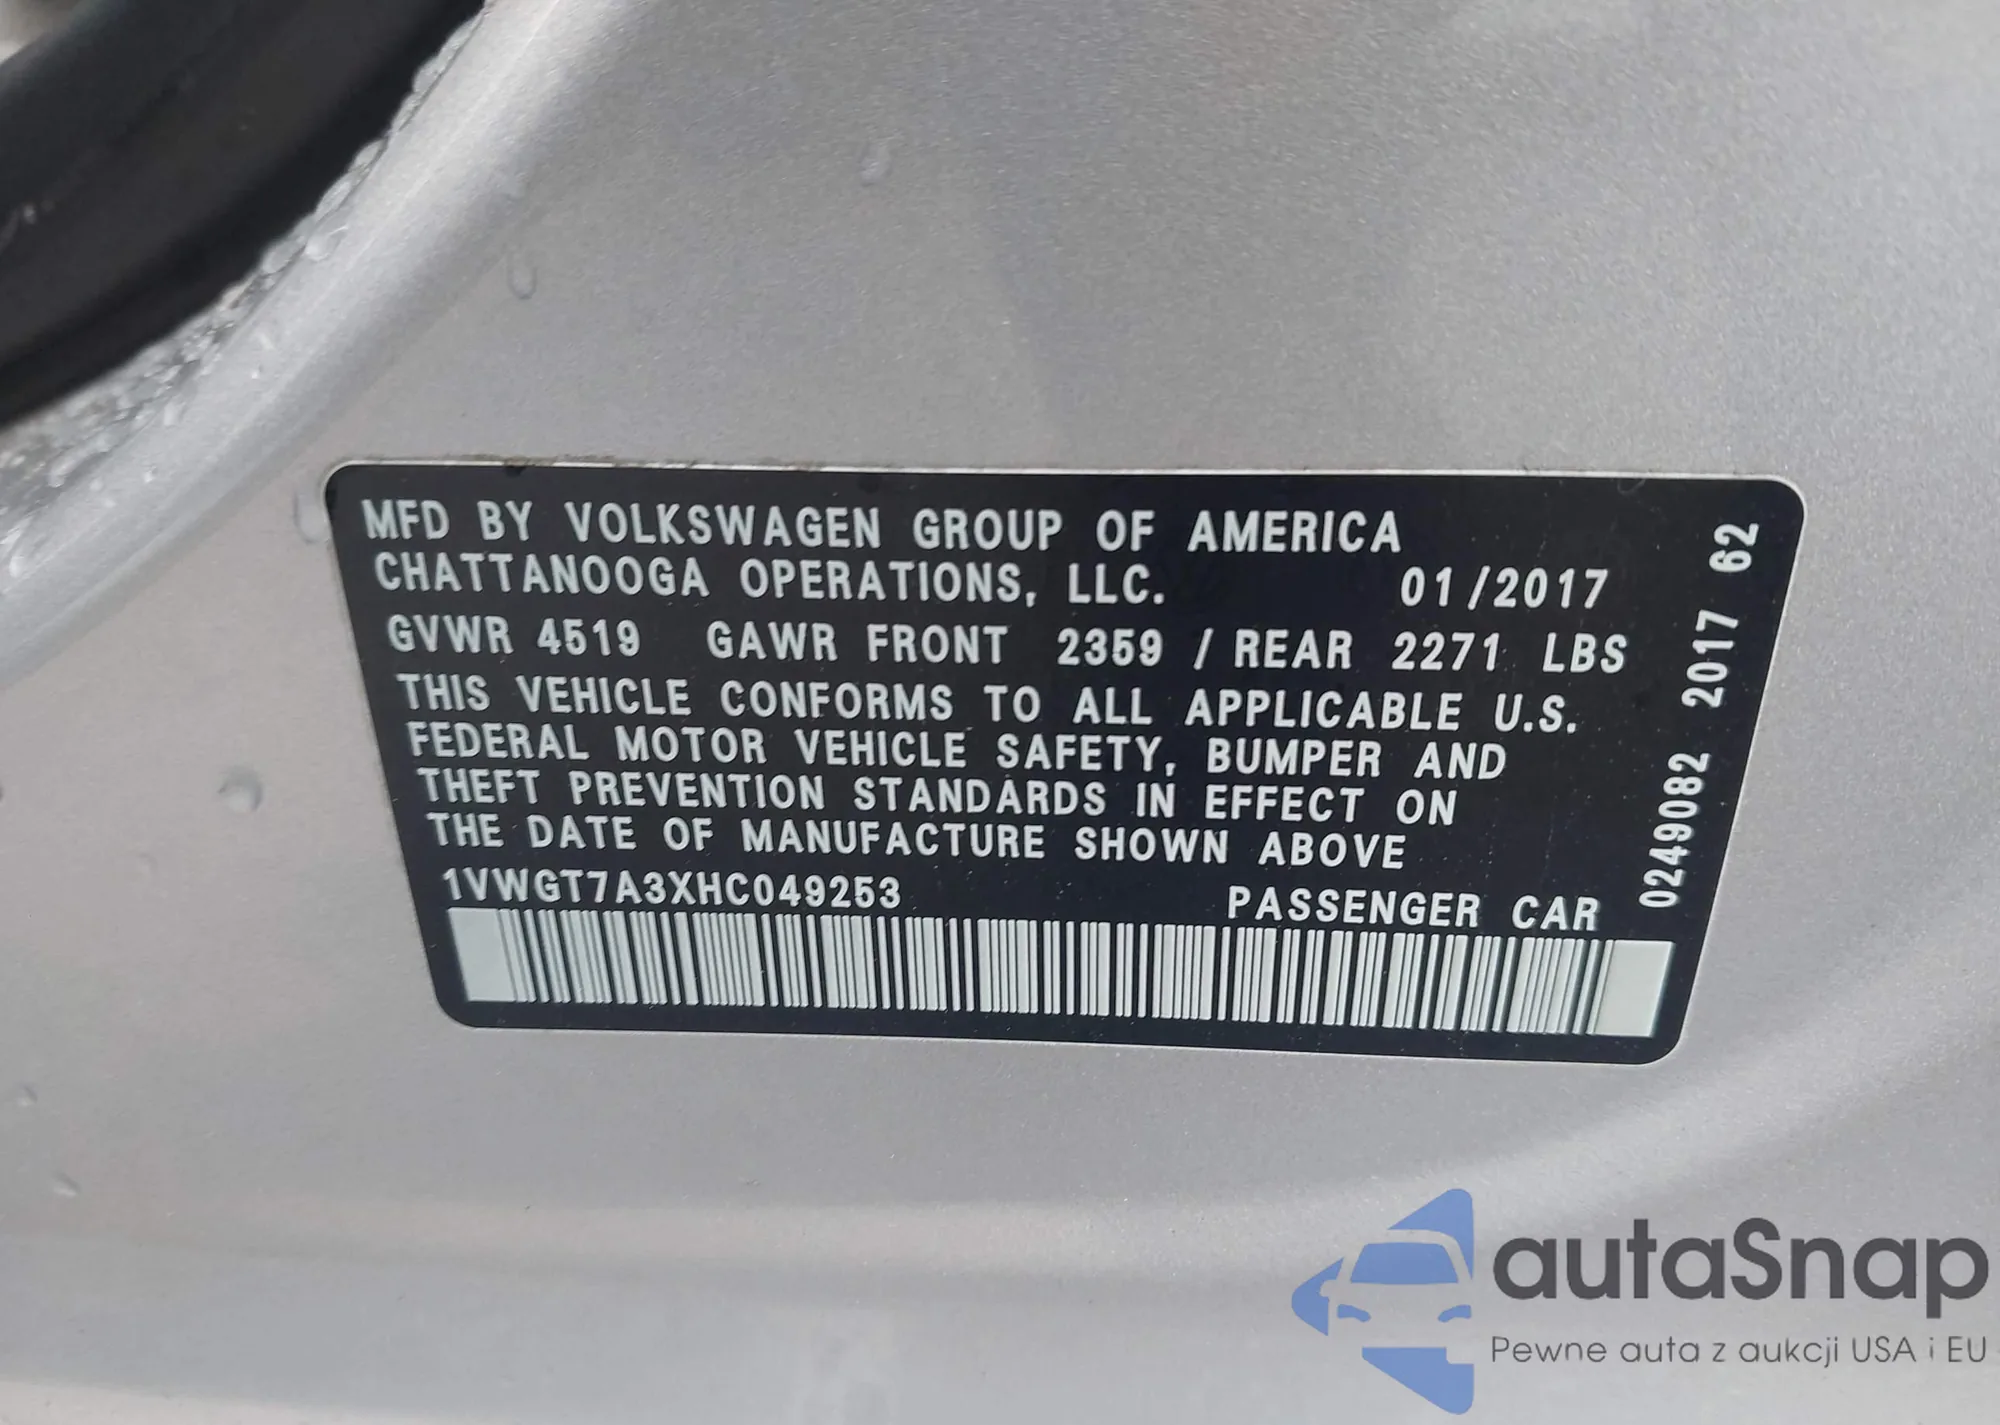 MFD BY VOLKSWAGEN GROUP OF AMERICA
CHATTANOOGA OPERATIONS, LLC. 01/2017
GVWR 4519 GAWR FRONT 2359 / REAR 2271 LBS
THIS VEHICLE CONFORMS TO ALL APPLICABLE U.S.
FEDERAL MOTOR VEHICLE SAFETY, BUMPER AND
THEFT PREVENTION STANDARDS IN EFFECT ON
THE DATE OF MANUFACTURE SHOWN ABOVE
1VWGT7A3XHC049253 PASSENGER CAR
0249082 2017 62
autaSnap
Pewne auta z aukcji USA i EU